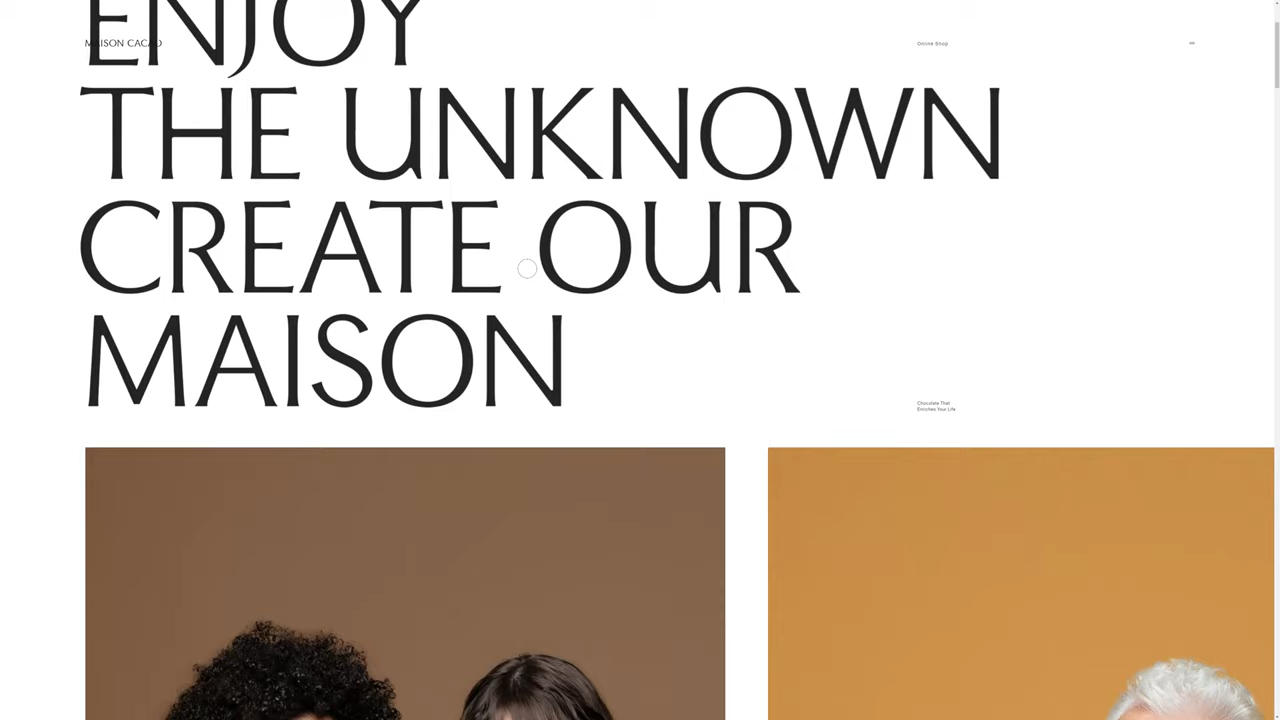 ENJOY
MAISON CACAO
Online Shop
THE UNKNOWN
CREATE OUR
MAISON
Chocolate That
Enriches Your Life